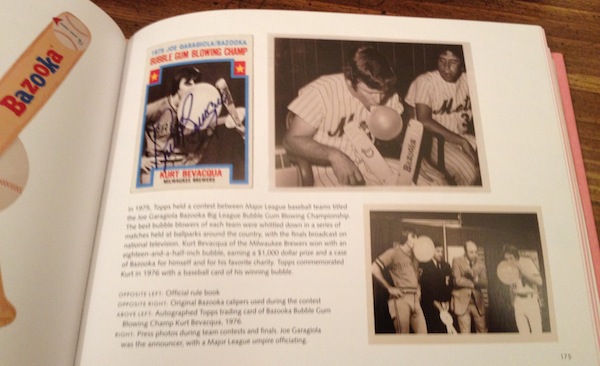 Bazooka
1975 JOE GARAGIOLA/BAZOOKA
BUBBLE GUM BLOWING CHAMP
KURT BEVACQUA
MILWAUKEE BREWERS
Mets
Bazooka
In 1975, Topps held a contest between Major League baseball teams titled
the Joe Garagiola Bazooka Big League Bubble Gum Blowing Championship.
The best bubble blowers of each team were whittled down in a series of
matches held at ballparks around the country, with the finals broadcast on
national television. Kurt Bevacqua of the Milwaukee Brewers won with an
eighteen-and-a-half-inch bubble, earning a $1,000 dollar prize and a case
of Bazooka for himself and for his favorite charity. Topps commemorated
Kurt in 1976 with a baseball card of his winning bubble.
OPPOSITE LEFT: Official rule book
OPPOSITE RIGHT: Original Bazooka calipers used during the contest
ABOVE LEFT: Autographed Topps trading card of Bazooka Bubble Gum
Blowing Champ Kurt Bevacqua, 1976.
RIGHT: Press photos during team contests and finals. Joe Garagiola
was the announcer, with a Major League umpire officiating.
175